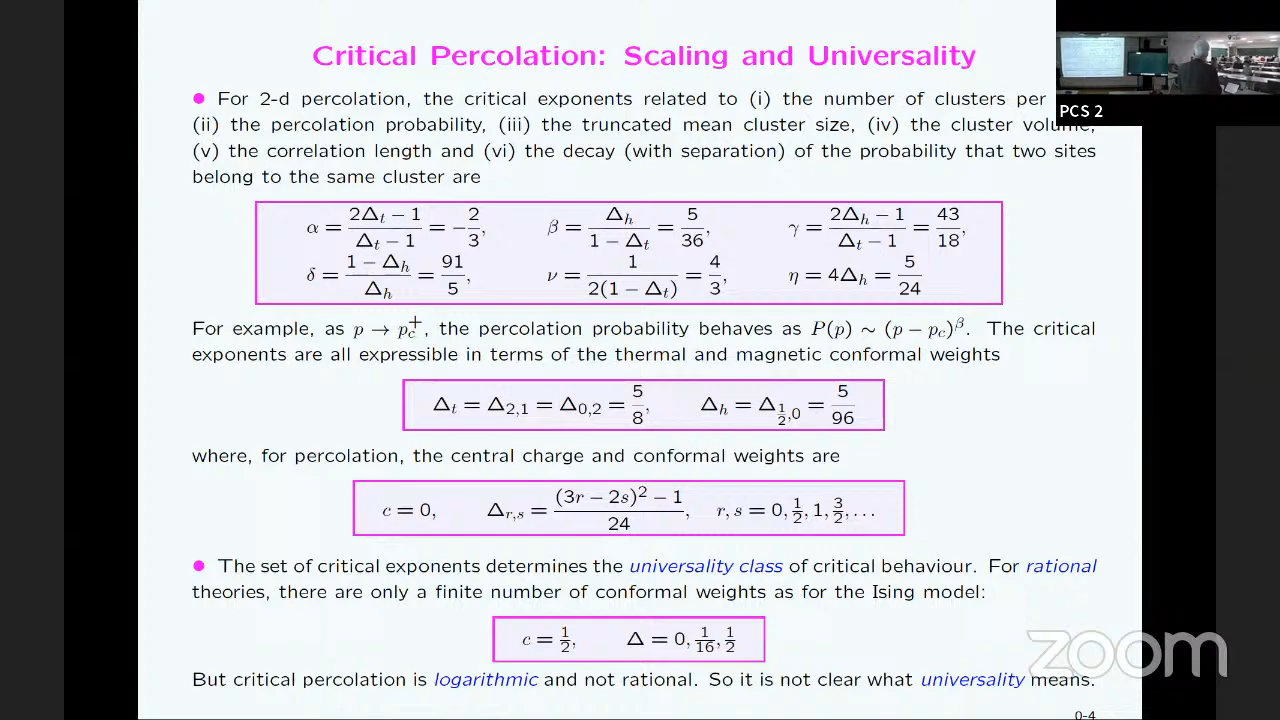 Critical Percolation: Scaling and Universality
• For 2-d percolation, the critical exponents related to (i) the number of clusters per
(ii) the percolation probability, (iii) the truncated mean cluster size, (iv) the cluster volume,
(v) the correlation length and (vi) the decay (with separation) of the probability that two sites
belong to the same cluster are
α = (2Δ_t − 1)/(Δ_t − 1) = −2/3, β = Δ_h/(1 − Δ_t) = 5/36, γ = (2Δ_h − 1)/(Δ_t − 1) = 43/18,
δ = (1 − Δ_h)/Δ_h = 91/5, ν = 1/(2(1 − Δ_t)) = 4/3, η = 4Δ_h = 5/24
For example, as p → p_c^+, the percolation probability behaves as P(p) ∼ (p − p_c)^β. The critical
exponents are all expressible in terms of the thermal and magnetic conformal weights
Δ_t = Δ_{2,1} = Δ_{0,2} = 5/8, Δ_h = Δ_{1/2,0} = 5/96
where, for percolation, the central charge and conformal weights are
c = 0, Δ_{r,s} = ((3r − 2s)^2 − 1)/24, r, s = 0, 1/2, 1, 3/2, ...
• The set of critical exponents determines the universality class of critical behaviour. For rational
theories, there are only a finite number of conformal weights as for the Ising model:
c = 1/2, Δ = 0, 1/16, 1/2
But critical percolation is logarithmic and not rational. So it is not clear what universality means.
0-4
PCS 2
zoom